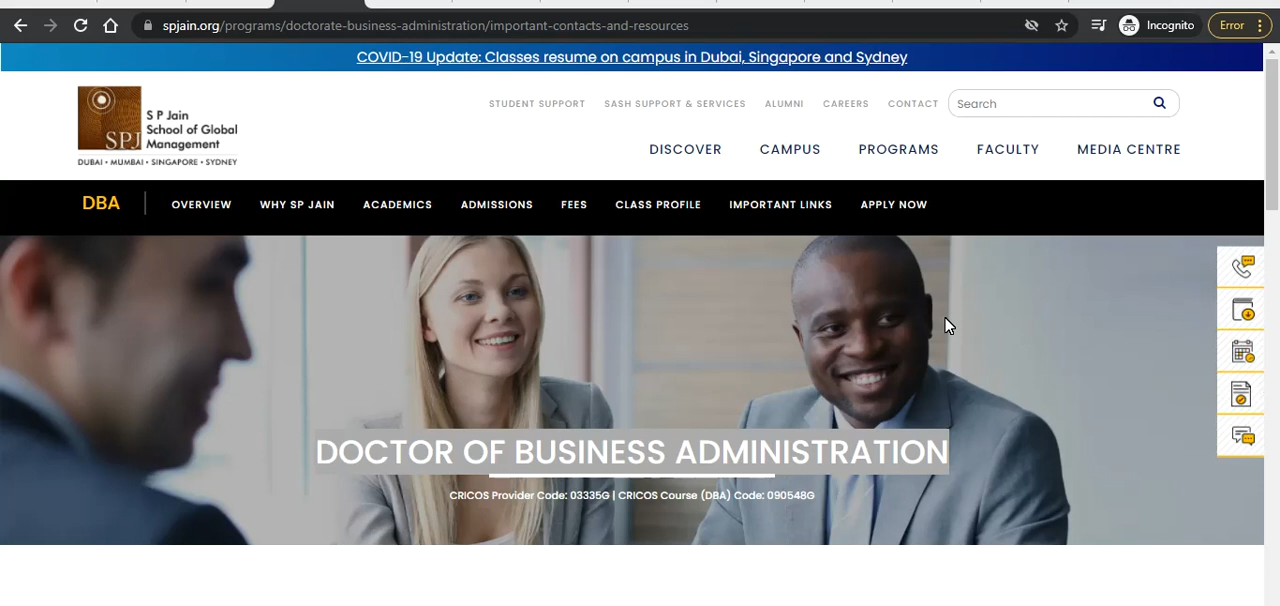 spjain.org/programs/doctorate-business-administration/important-contacts-and-resources
Incognito
Error
COVID-19 Update: Classes resume on campus in Dubai, Singapore and Sydney
SPJ
S P Jain
School of Global
Management
DUBAI • MUMBAI • SINGAPORE • SYDNEY
STUDENT SUPPORT SASH SUPPORT & SERVICES ALUMNI CAREERS CONTACT Search
DISCOVER CAMPUS PROGRAMS FACULTY MEDIA CENTRE
DBA OVERVIEW WHY SP JAIN ACADEMICS ADMISSIONS FEES CLASS PROFILE IMPORTANT LINKS APPLY NOW
DOCTOR OF BUSINESS ADMINISTRATION
CRICOS Provider Code: 03335G | CRICOS Course (DBA) Code: 090548G